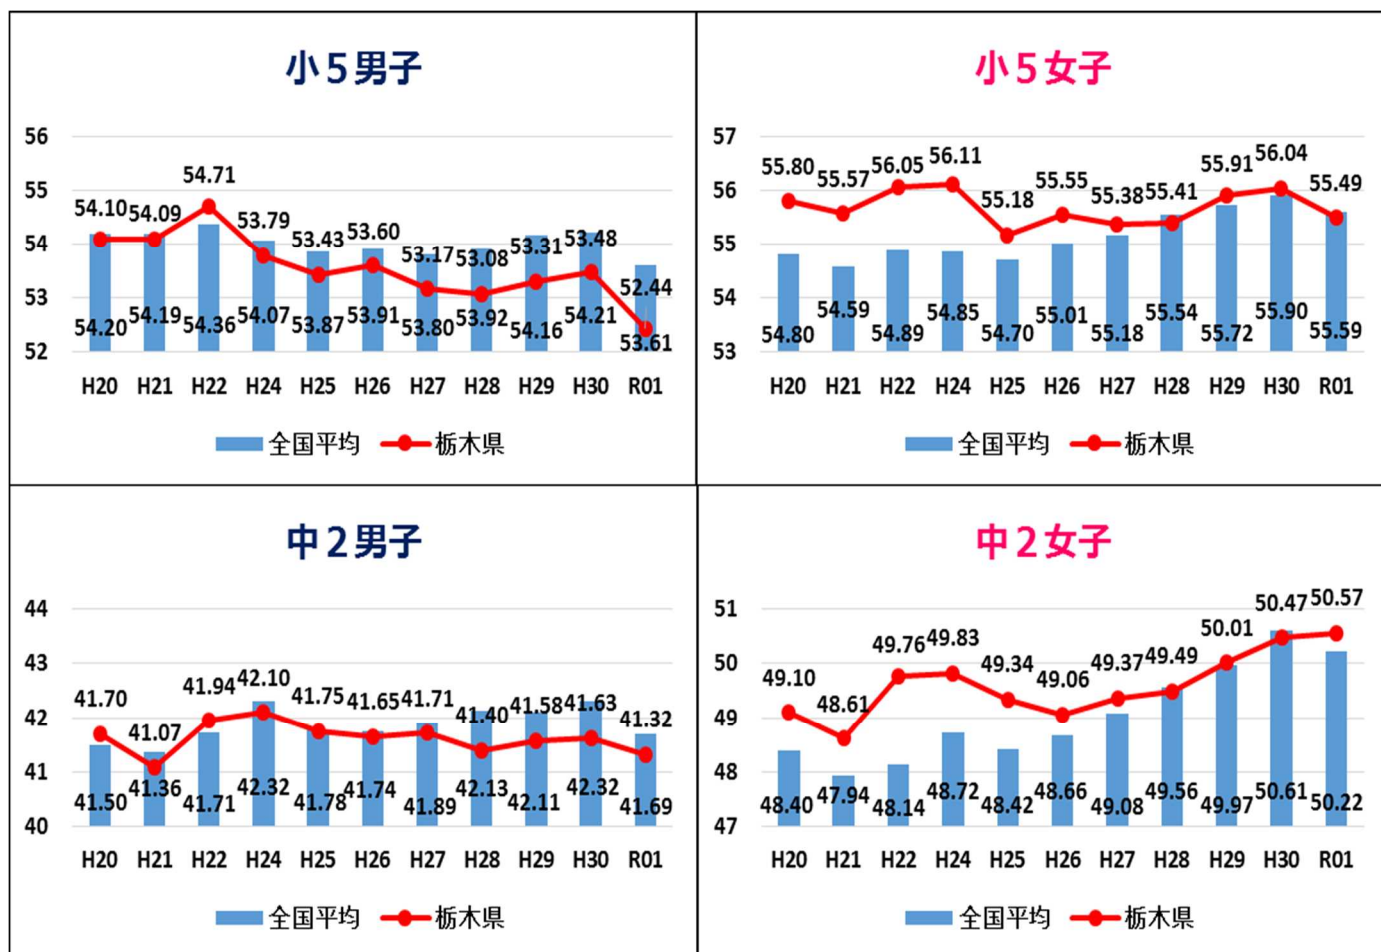 小５男子
56
55
54
53
52
54.10 54.09 54.71 53.79 53.43 53.60 53.17 53.08 53.31 53.48 52.44
54.20 54.19 54.36 54.07 53.87 53.91 53.80 53.92 54.16 54.21 53.61
H20 H21 H22 H24 H25 H26 H27 H28 H29 H30 R01
全国平均 栃木県
小５女子
57
56
55
54
53
55.80 55.57 56.05 56.11 55.18 55.55 55.38 55.41 55.91 56.04 55.49
54.80 54.59 54.89 54.85 54.70 55.01 55.18 55.54 55.72 55.90 55.59
H20 H21 H22 H24 H25 H26 H27 H28 H29 H30 R01
全国平均 栃木県
中２男子
44
43
42
41
40
41.70 41.07 41.94 42.10 41.75 41.65 41.71 41.40 41.58 41.63 41.32
41.50 41.36 41.71 42.32 41.78 41.74 41.89 42.13 42.11 42.32 41.69
H20 H21 H22 H24 H25 H26 H27 H28 H29 H30 R01
全国平均 栃木県
中２女子
51
50
49
48
47
49.10 48.61 49.76 49.83 49.34 49.06 49.37 49.49 50.01 50.47 50.57
48.40 47.94 48.14 48.72 48.42 48.66 49.08 49.56 49.97 50.61 50.22
H20 H21 H22 H24 H25 H26 H27 H28 H29 H30 R01
全国平均 栃木県